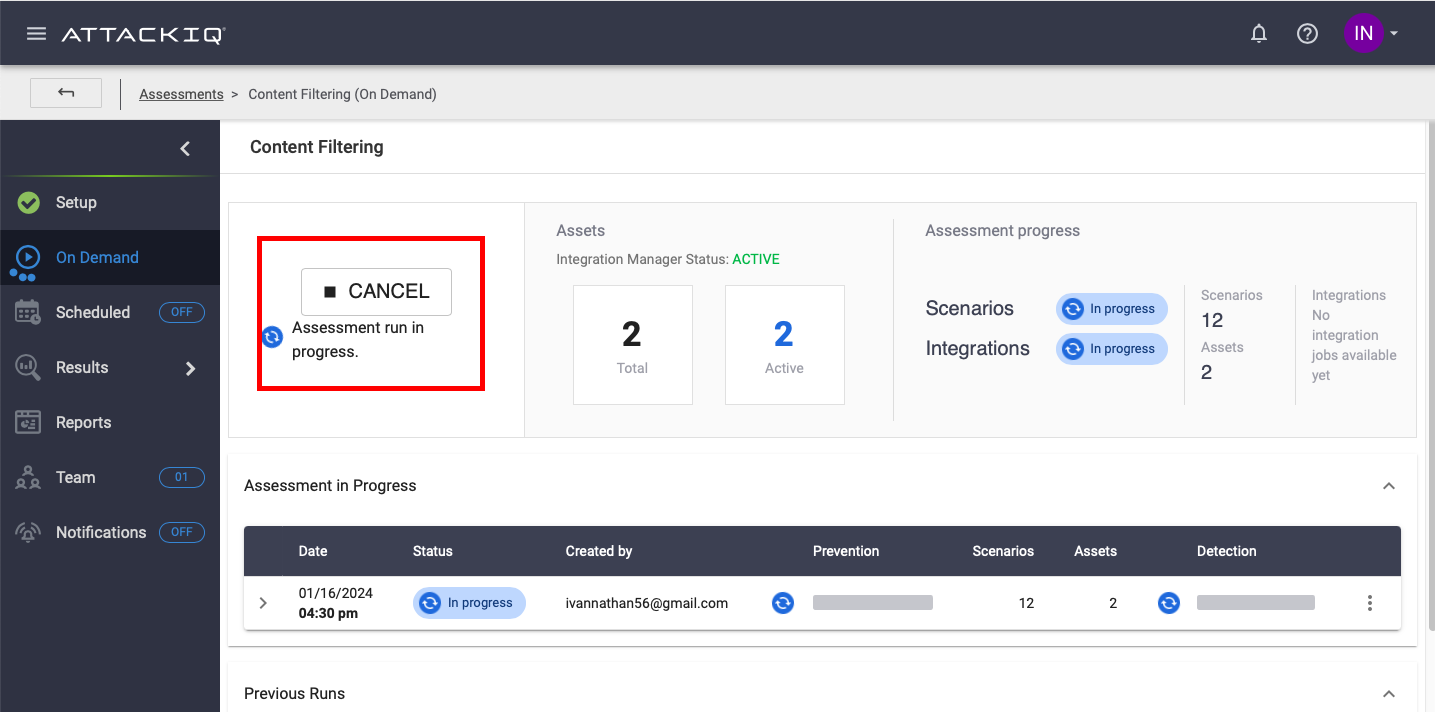 ATTACKIQ
IN
Assessments > Content Filtering (On Demand)
Content Filtering
Setup
On Demand
Scheduled OFF
Results
Reports
Team 01
Notifications OFF
CANCEL
Assessment run in
progress.
Assets
Integration Manager Status: ACTIVE
2
Total
2
Active
Assessment progress
Scenarios In progress
Integrations In progress
Scenarios
12
Assets
2
Integrations
No
integration
jobs available
yet
Assessment in Progress
Date Status Created by Prevention Scenarios Assets Detection
01/16/2024
04:30 pm
In progress ivannathan56@gmail.com 12 2
Previous Runs